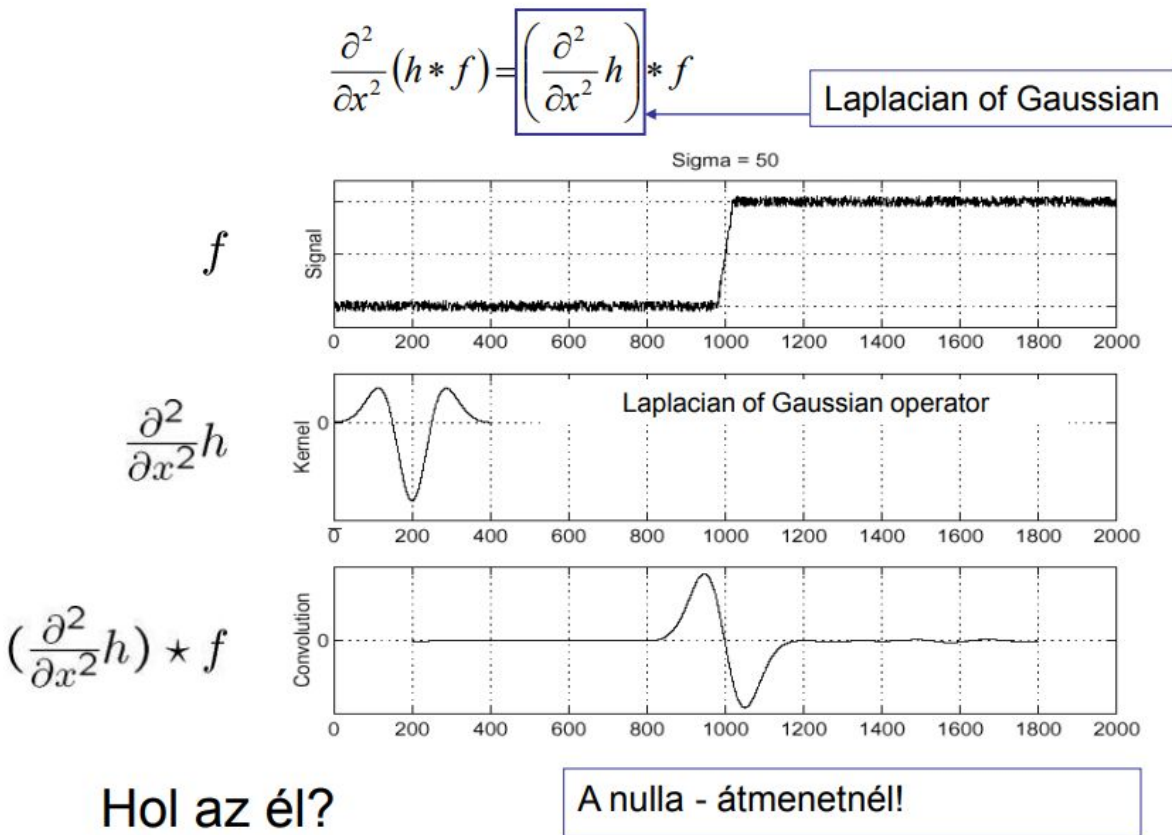 ∂²/∂x² (h * f) = (∂²/∂x² h) * f
Laplacian of Gaussian
Sigma = 50
f
Signal
0 200 400 600 800 1000 1200 1400 1600 1800 2000
∂²/∂x² h
Kernel
0
Laplacian of Gaussian operator
0 200 400 600 800 1000 1200 1400 1600 1800 2000
(∂²/∂x² h) ⋆ f
Convolution
0
0 200 400 600 800 1000 1200 1400 1600 1800 2000
Hol az él?
A nulla - átmenetnél!